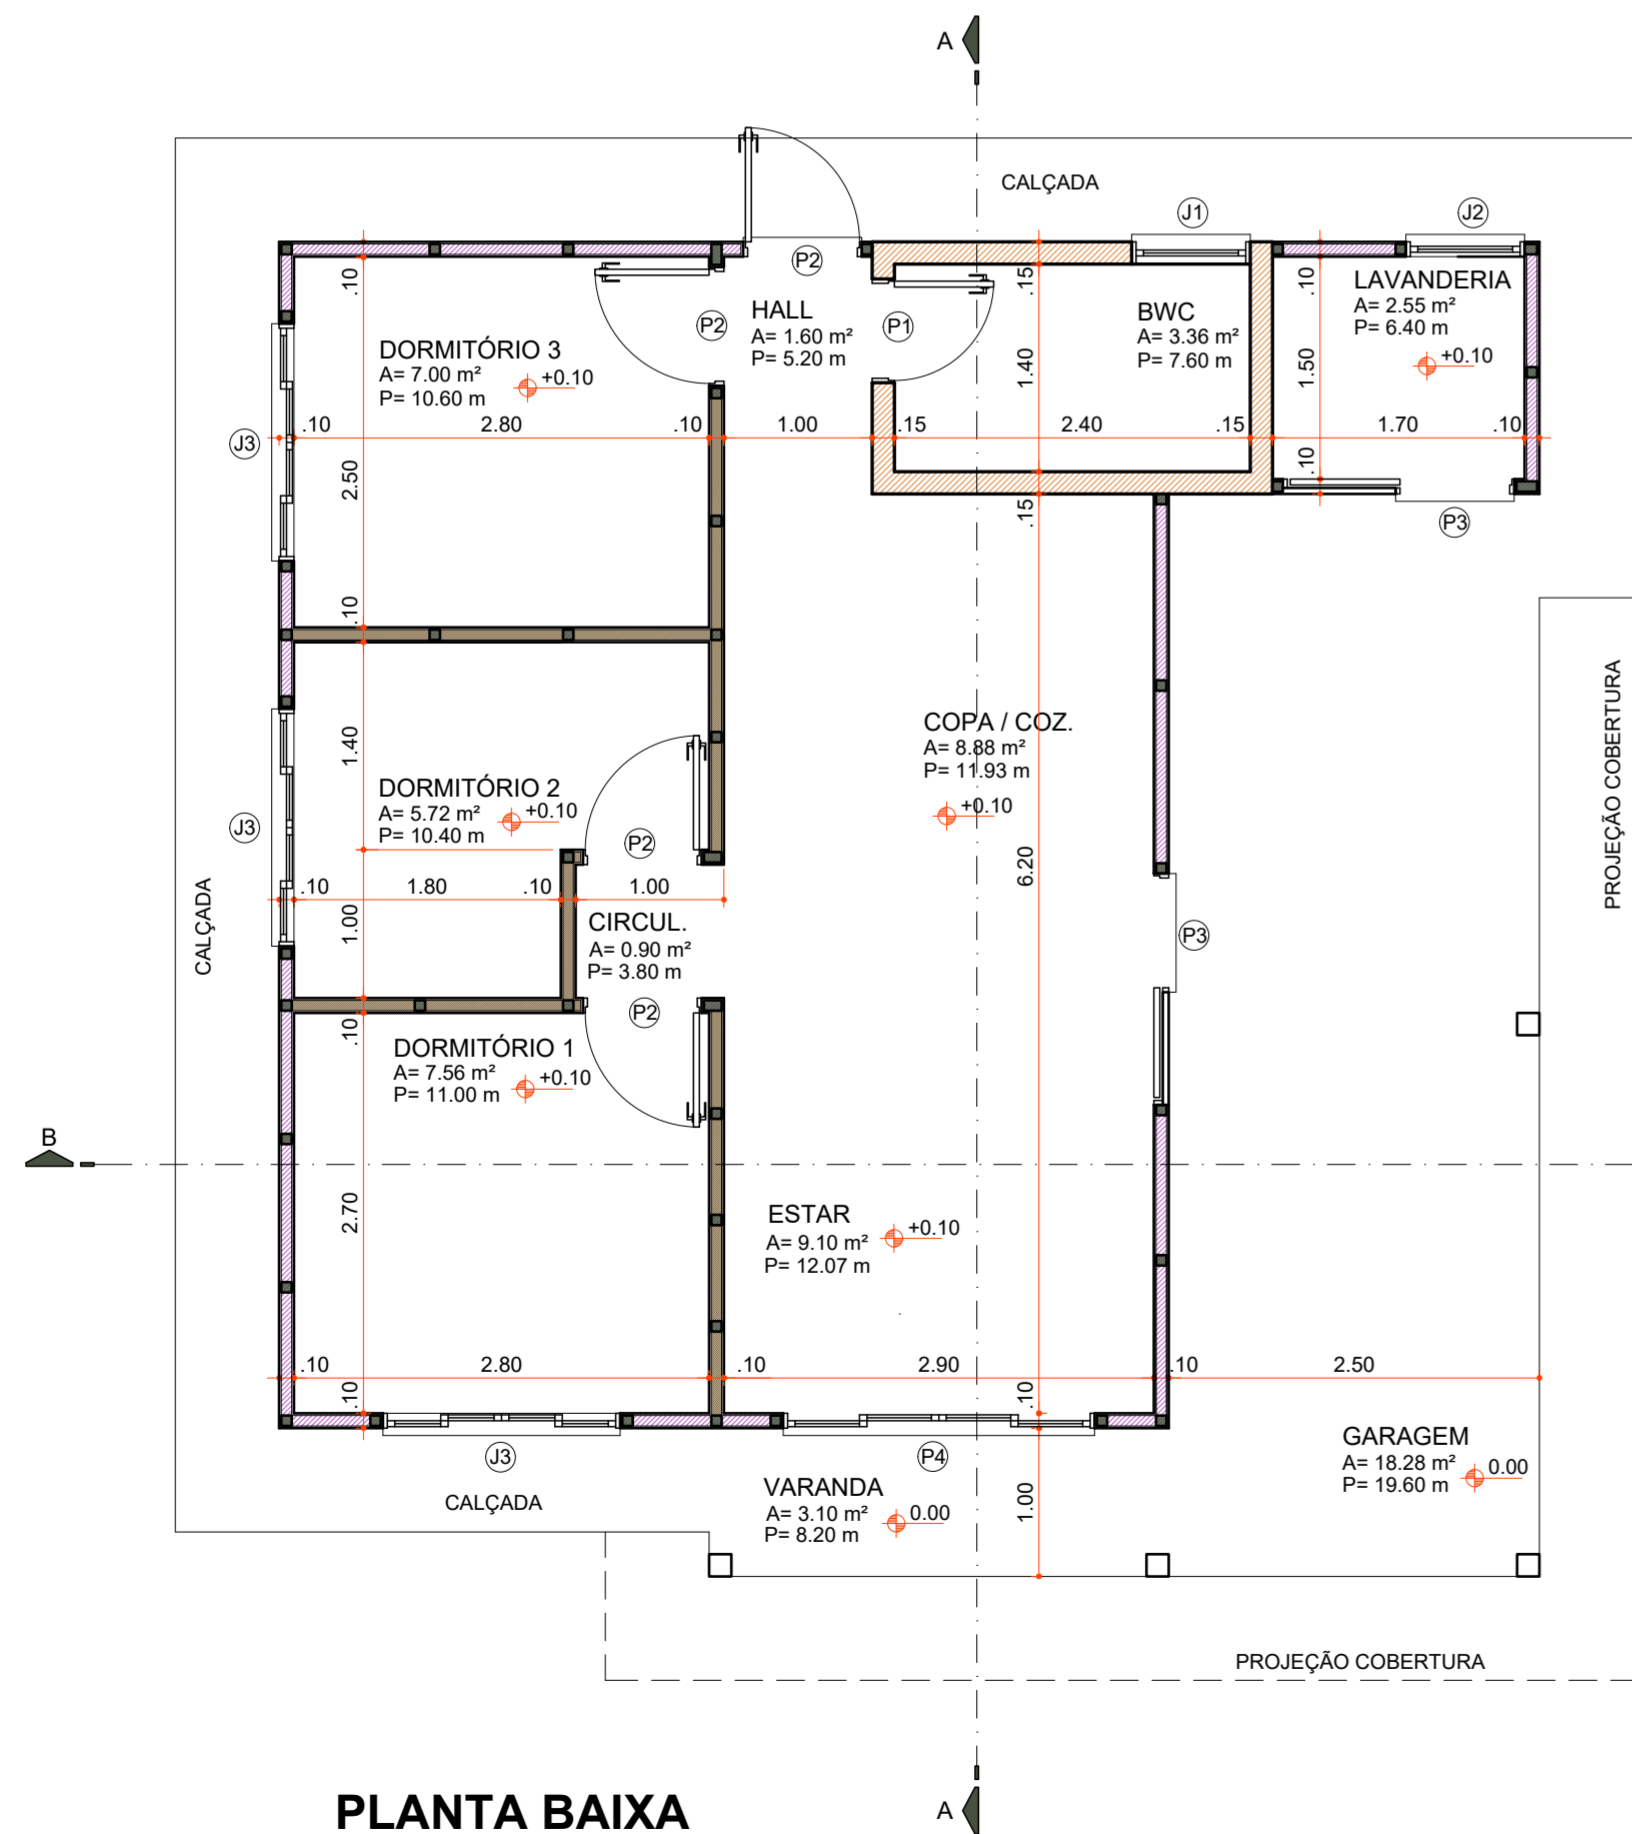 A
CALÇADA
J1
J2
P2
.10
.15
.10
LAVANDERIA
A= 2.55 m²
P= 6.40 m
+0.10
HALL
A= 1.60 m²
P= 5.20 m
P2
P1
BWC
A= 3.36 m²
P= 7.60 m
DORMITÓRIO 3
A= 7.00 m²
P= 10.60 m
+0.10
1.40
1.50
J3
.10
2.80
.10
1.00
.15
2.40
.15
1.70
.10
2.50
.10
.15
P3
.10
PROJEÇÃO COBERTURA
COPA / COZ.
A= 8.88 m²
P= 11.93 m
+0.10
1.40
DORMITÓRIO 2
A= 5.72 m²
P= 10.40 m
+0.10
J3
P2
6.20
.10
1.80
.10
1.00
CALÇADA
1.00
CIRCUL.
A= 0.90 m²
P= 3.80 m
P3
P2
.10
DORMITÓRIO 1
A= 7.56 m²
P= 11.00 m
+0.10
B
2.70
ESTAR
A= 9.10 m²
P= 12.07 m
+0.10
.10
2.80
.10
2.90
.10
2.50
.10
.10
J3
P4
GARAGEM
A= 18.28 m²
P= 19.60 m
0.00
CALÇADA
VARANDA
A= 3.10 m²
P= 8.20 m
0.00
1.00
PROJEÇÃO COBERTURA
A
PLANTA BAIXA